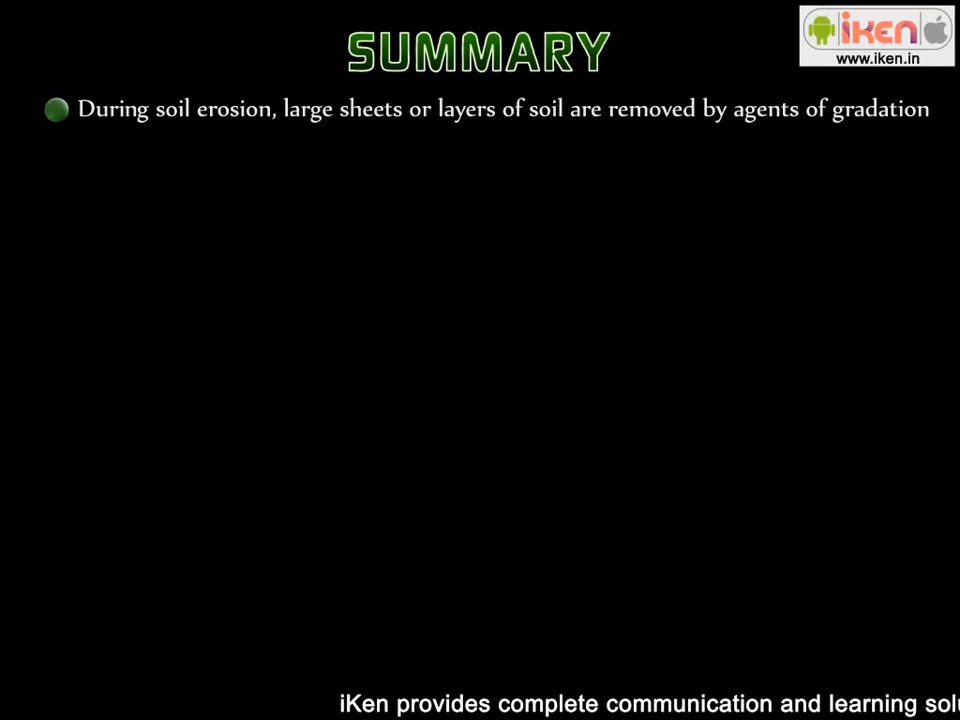 SUMMARY
iken
www.iken.in
During soil erosion, large sheets or layers of soil are removed by agents of gradation
iKen provides complete communication and learning